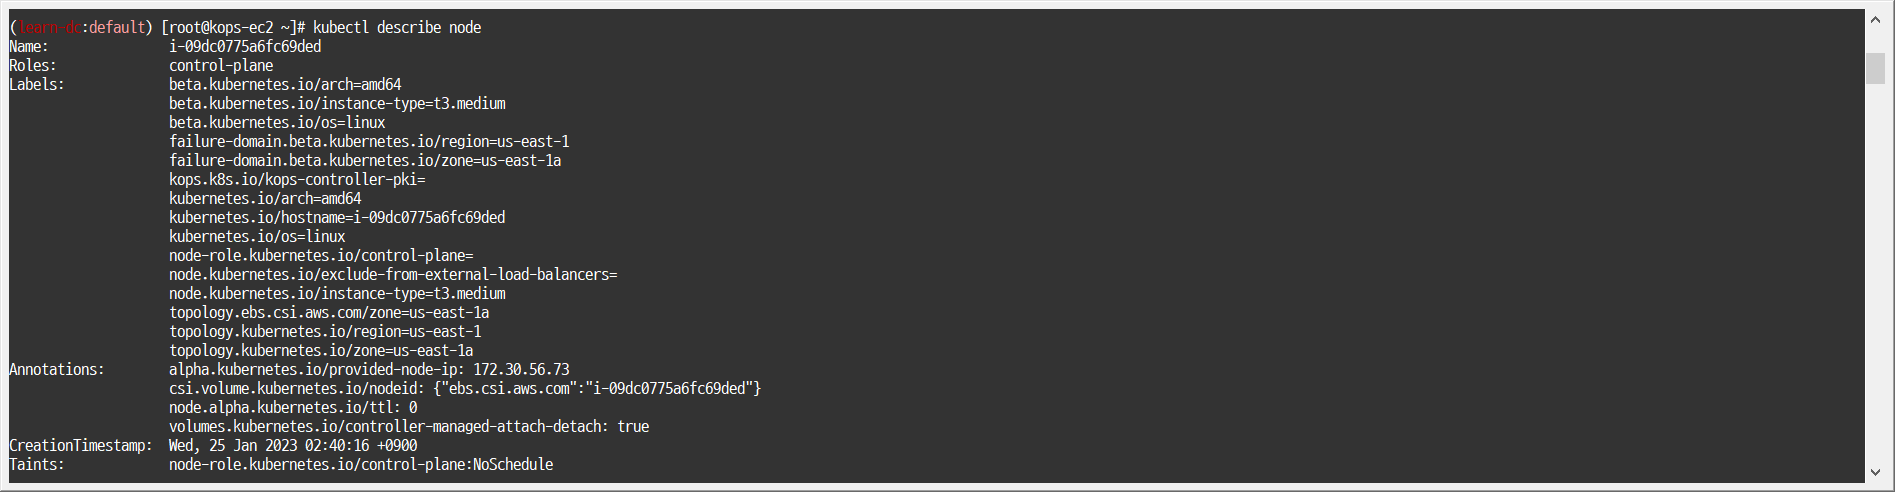 (learn-dc:default) [root@kops-ec2 ~]# kubectl describe node
Name:               i-09dc0775a6fc69ded
Roles:              control-plane
Labels:             beta.kubernetes.io/arch=amd64
                    beta.kubernetes.io/instance-type=t3.medium
                    beta.kubernetes.io/os=linux
                    failure-domain.beta.kubernetes.io/region=us-east-1
                    failure-domain.beta.kubernetes.io/zone=us-east-1a
                    kops.k8s.io/kops-controller-pki=
                    kubernetes.io/arch=amd64
                    kubernetes.io/hostname=i-09dc0775a6fc69ded
                    kubernetes.io/os=linux
                    node-role.kubernetes.io/control-plane=
                    node.kubernetes.io/exclude-from-external-load-balancers=
                    node.kubernetes.io/instance-type=t3.medium
                    topology.ebs.csi.aws.com/zone=us-east-1a
                    topology.kubernetes.io/region=us-east-1
                    topology.kubernetes.io/zone=us-east-1a
Annotations:        alpha.kubernetes.io/provided-node-ip: 172.30.56.73
                    csi.volume.kubernetes.io/nodeid: {"ebs.csi.aws.com":"i-09dc0775a6fc69ded"}
                    node.alpha.kubernetes.io/ttl: 0
                    volumes.kubernetes.io/controller-managed-attach-detach: true
CreationTimestamp:  Wed, 25 Jan 2023 02:40:16 +0900
Taints:             node-role.kubernetes.io/control-plane:NoSchedule